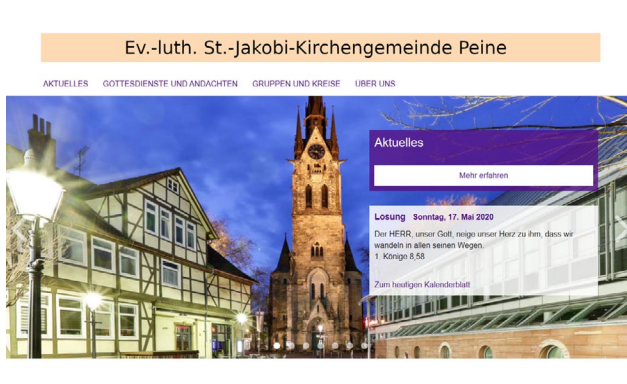 Ev.-luth. St.-Jakobi-Kirchengemeinde Peine
AKTUELLES GOTTESDIENSTE UND ANDACHTEN GRUPPEN UND KREISE ÜBER UNS
Aktuelles
Mehr erfahren
Losung Sonntag, 17. Mai 2020
Der HERR, unser Gott, neige unser Herz zu ihm, dass wir
wandeln in allen seinen Wegen.
1. Könige 8,58
Zum heutigen Kalenderblatt